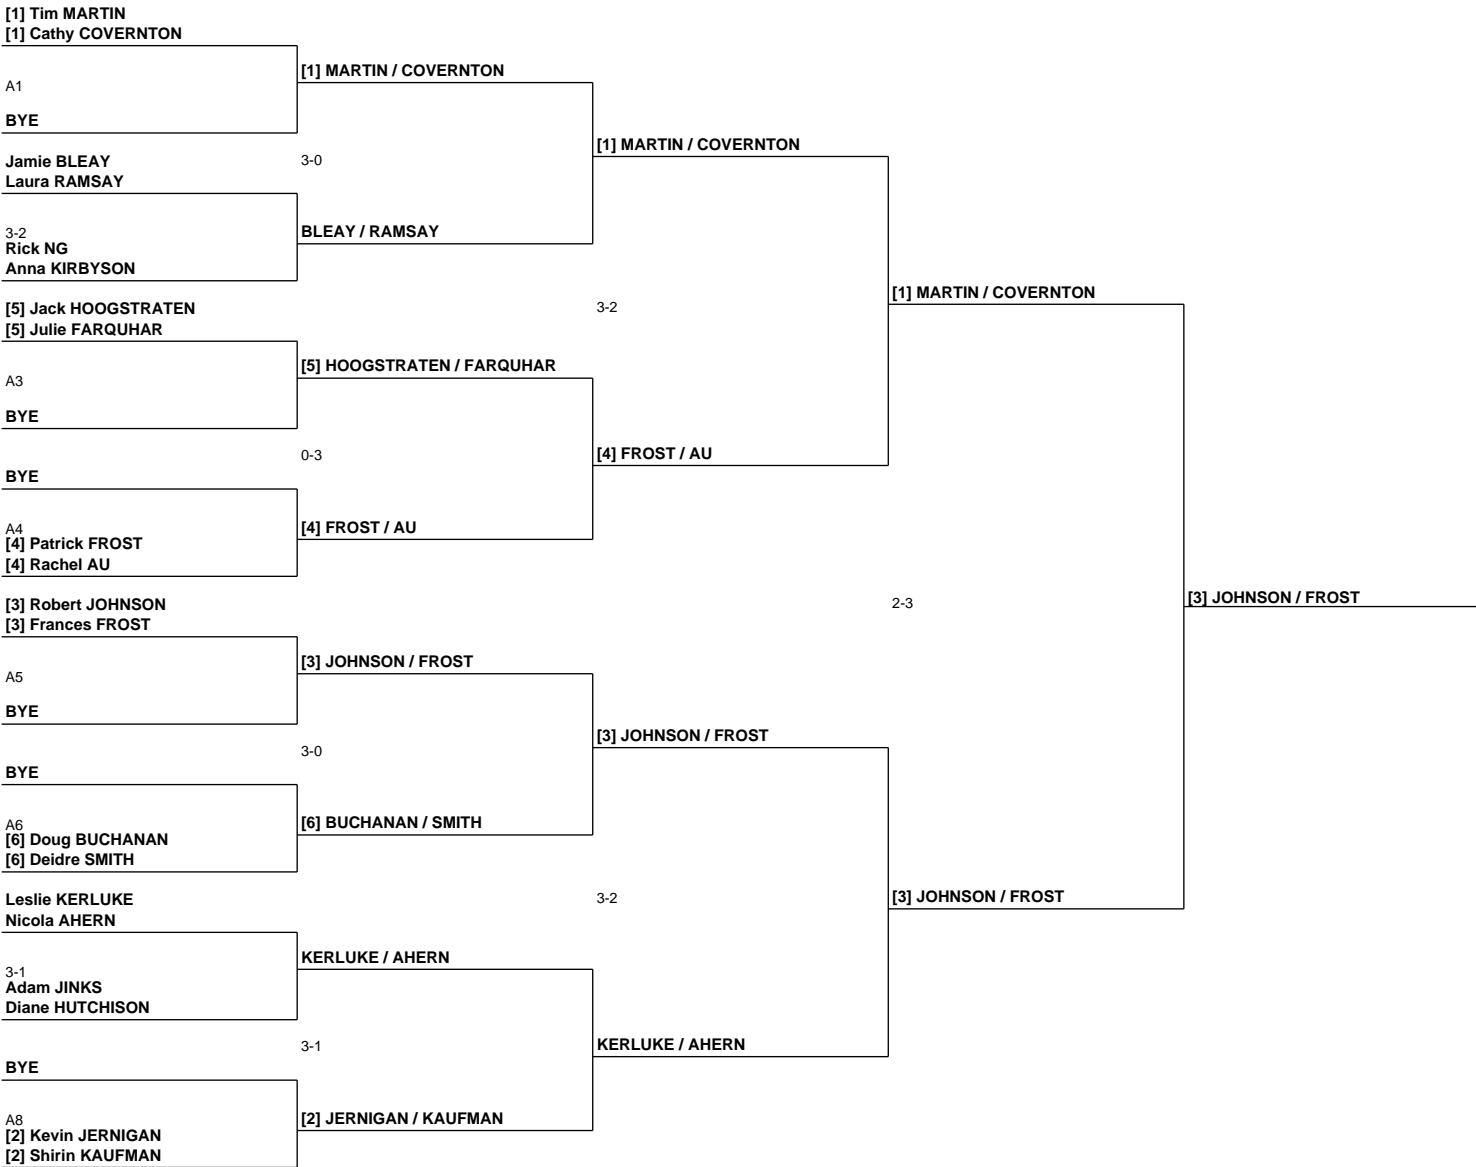 [1] Tim MARTIN
[1] Cathy COVERNTON
[1] MARTIN / COVERNTON
A1
BYE
[1] MARTIN / COVERNTON
Jamie BLEAY
3-0
Laura RAMSAY
BLEAY / RAMSAY
3-2
Rick NG
Anna KIRBYSON
[1] MARTIN / COVERNTON
[5] Jack HOOGSTRATEN
3-2
[5] Julie FARQUHAR
[5] HOOGSTRATEN / FARQUHAR
A3
BYE
0-3
[4] FROST / AU
BYE
A4
[4] FROST / AU
[4] Patrick FROST
[4] Rachel AU
[3] JOHNSON / FROST
[3] Robert JOHNSON
2-3
[3] Frances FROST
[3] JOHNSON / FROST
A5
BYE
[3] JOHNSON / FROST
3-0
BYE
[6] BUCHANAN / SMITH
A6
[6] Doug BUCHANAN
[6] Deidre SMITH
[3] JOHNSON / FROST
Leslie KERLUKE
3-2
Nicola AHERN
KERLUKE / AHERN
3-1
Adam JINKS
Diane HUTCHISON
3-1
KERLUKE / AHERN
BYE
[2] JERNIGAN / KAUFMAN
A8
[2] Kevin JERNIGAN
[2] Shirin KAUFMAN